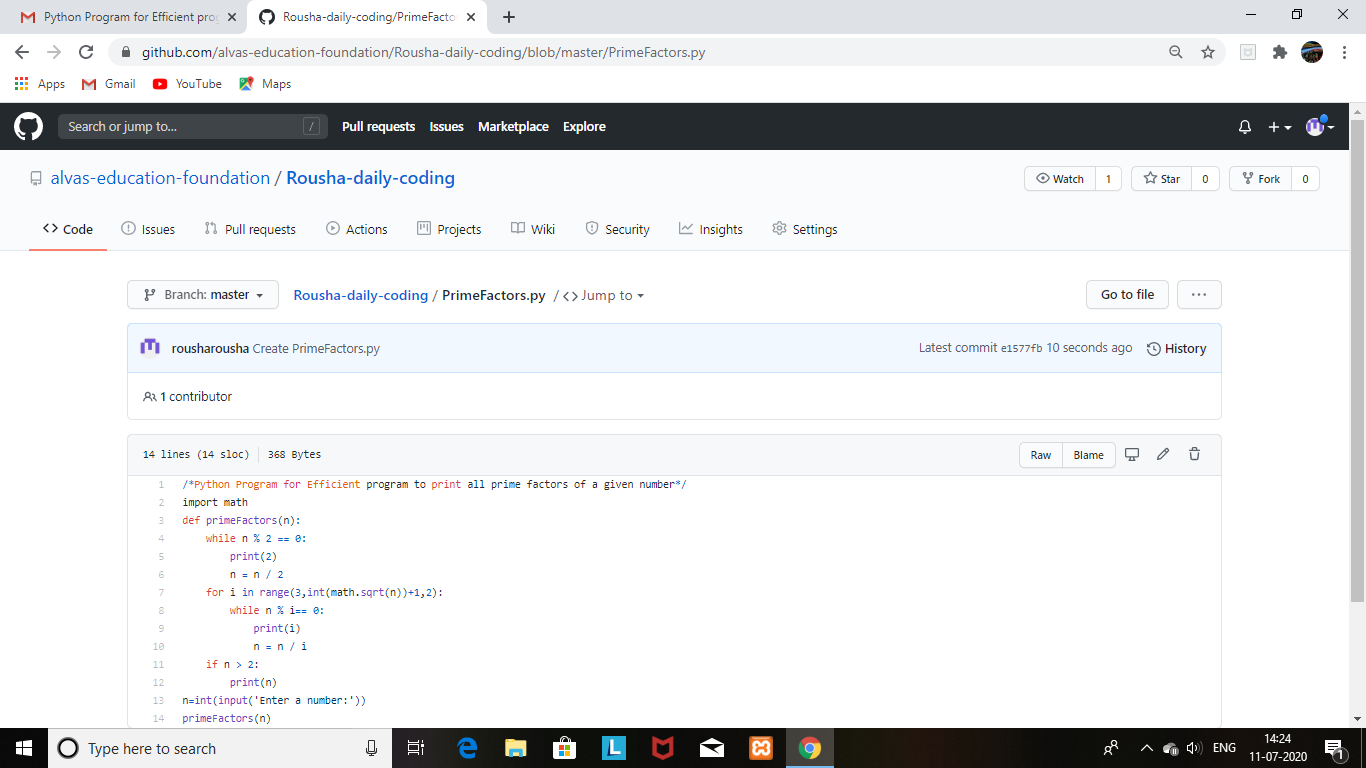 Python Program for Efficient prog
Rousha-daily-coding/PrimeFacto
github.com/alvas-education-foundation/Rousha-daily-coding/blob/master/PrimeFactors.py
Apps Gmail YouTube Maps
Search or jump to... / Pull requests Issues Marketplace Explore
alvas-education-foundation / Rousha-daily-coding Watch 1 Star 0 Fork 0
Code Issues Pull requests Actions Projects Wiki Security Insights Settings
Branch: master Rousha-daily-coding / PrimeFactors.py / <> Jump to Go to file ...
rousharousha Create PrimeFactors.py Latest commit e1577fb 10 seconds ago History
1 contributor
14 lines (14 sloc) 368 Bytes Raw Blame
1 /*Python Program for Efficient program to print all prime factors of a given number*/
2 import math
3 def primeFactors(n):
4     while n % 2 == 0:
5         print(2)
6         n = n / 2
7     for i in range(3,int(math.sqrt(n))+1,2):
8         while n % i== 0:
9             print(i)
10             n = n / i
11     if n > 2:
12         print(n)
13 n=int(input('Enter a number:'))
14 primeFactors(n)
Type here to search L ENG 14:24
11-07-2020 1